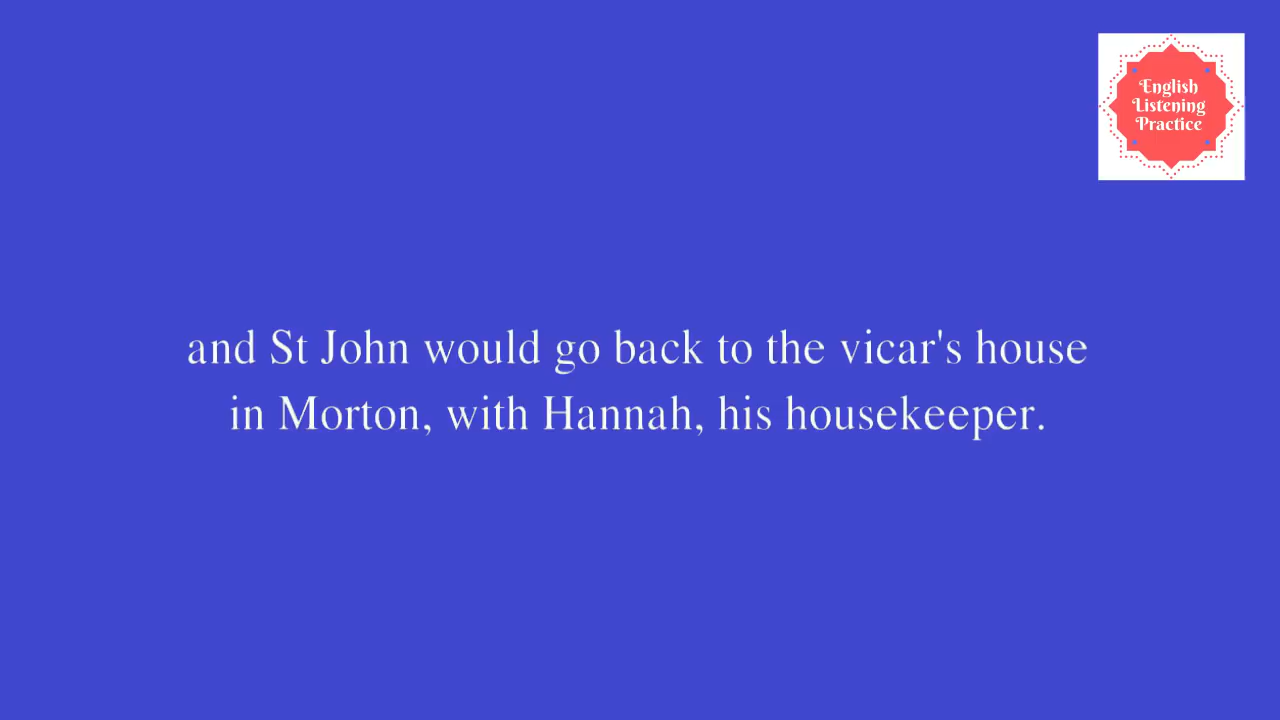 English
Listening
Practice
and St John would go back to the vicar's house
in Morton, with Hannah, his housekeeper.